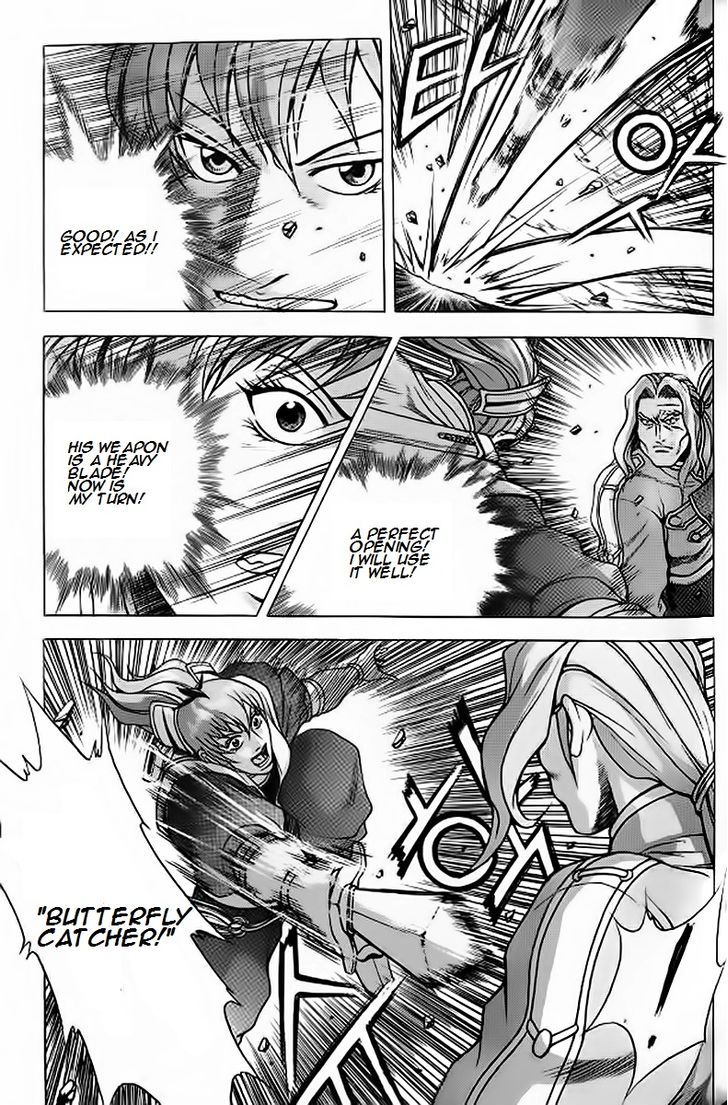 GOOD! AS I
EXPECTED!!
HIS WEAPON
IS A HEAVY
BLADE!
NOW IS
MY TURN!
A PERFECT
OPENING!
I WILL USE
IT WELL!
"BUTTERFLY
CATCHER!"